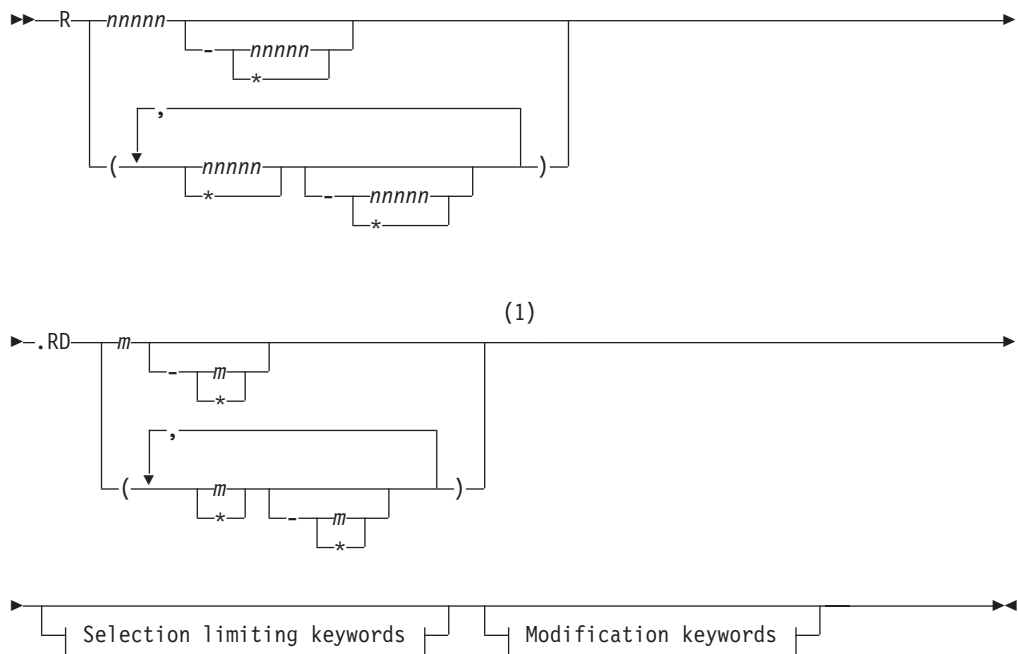 R nnnnn
- nnnnn
*
,
( nnnnn )
* - nnnnn
*
(1)
.RD m
- m
*
,
( m )
* - m
*
Selection limiting keywords Modification keywords